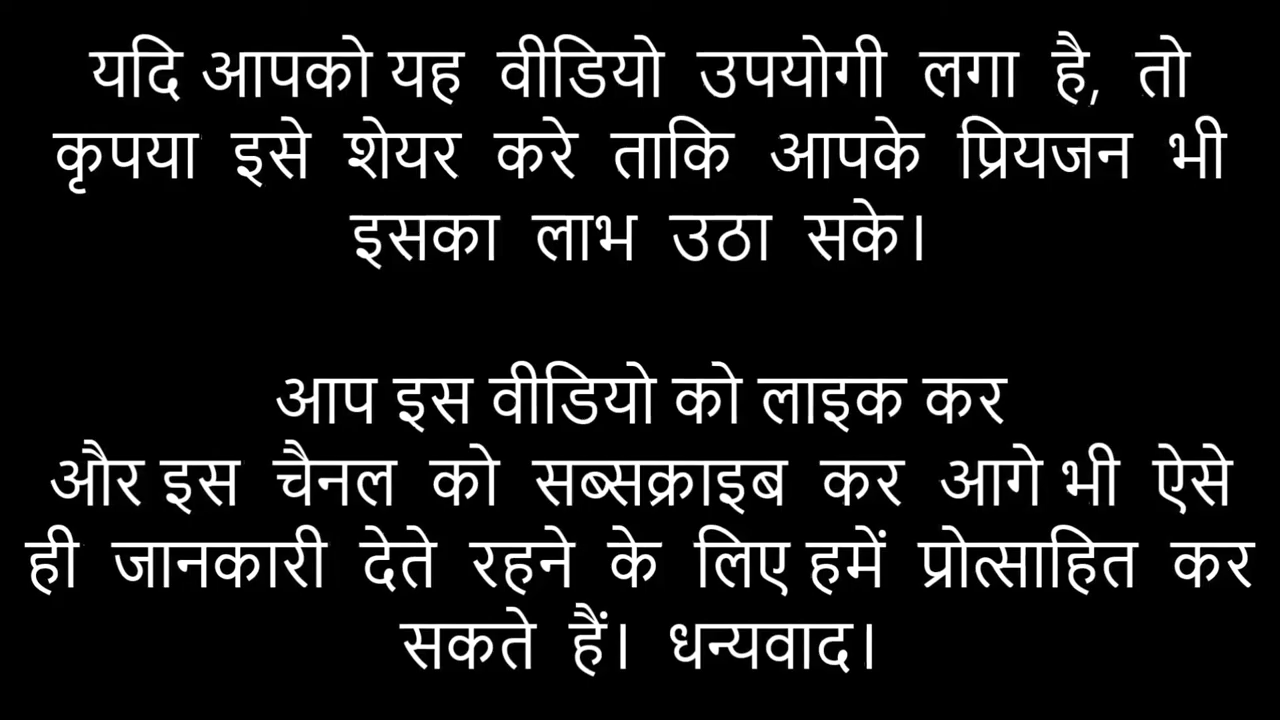 यदि आपको यह वीडियो उपयोगी लगा है, तो
कृपया इसे शेयर करे ताकि आपके प्रियजन भी
इसका लाभ उठा सके।
आप इस वीडियो को लाइक कर
और इस चैनल को सब्सक्राइब कर आगे भी ऐसे
ही जानकारी देते रहने के लिए हमें प्रोत्साहित कर
सकते हैं। धन्यवाद।